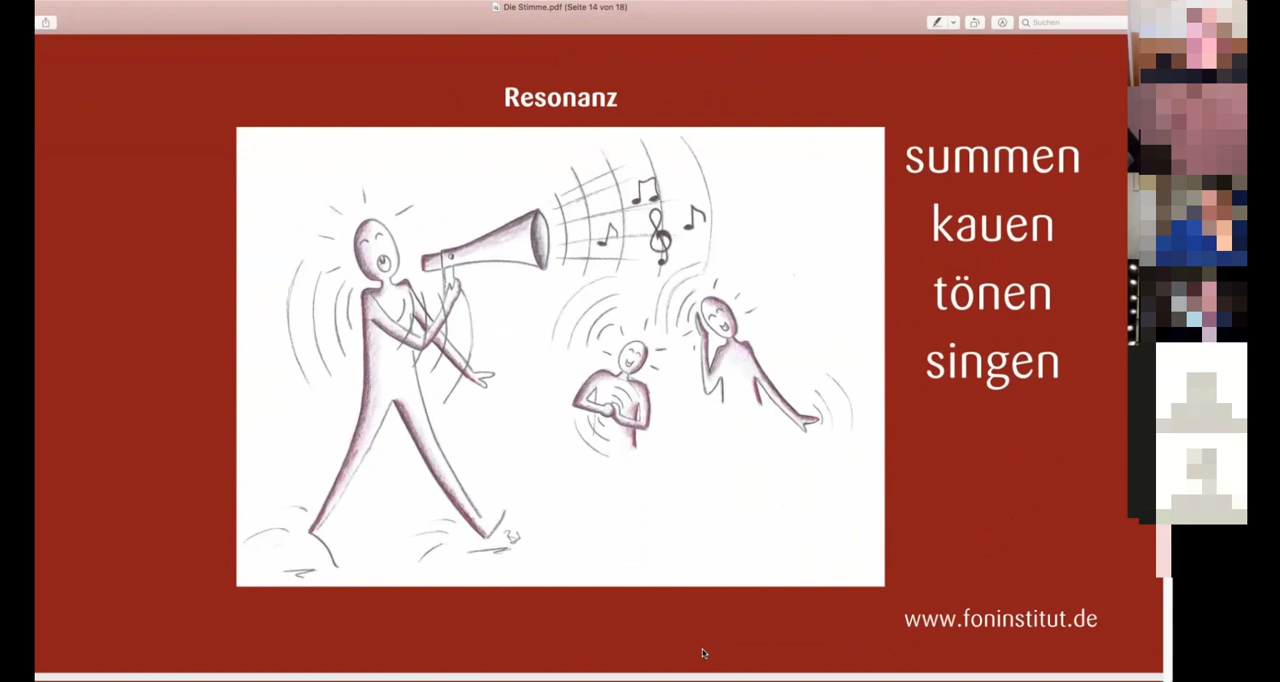 Die Stimme.pdf (Seite 14 von 18)
Suchen
Resonanz
summen
kauen
tönen
singen
www.foninstitut.de